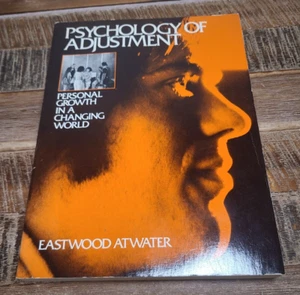 PSYCHOLOGY OF
ADJUSTMENT
PERSONAL
GROWTH
IN A
CHANGING
WORLD
EASTWOOD ATWATER